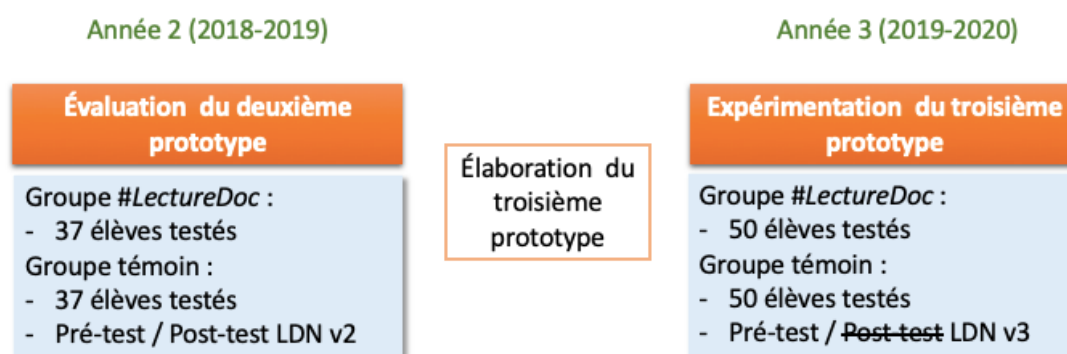 Année 2 (2018-2019)
Évaluation du deuxième
prototype
Groupe #LectureDoc :
- 37 élèves testés
Groupe témoin :
- 37 élèves testés
- Pré-test / Post-test LDN v2
Élaboration du
troisième
prototype
Année 3 (2019-2020)
Expérimentation du troisième
prototype
Groupe #LectureDoc :
- 50 élèves testés
Groupe témoin :
- 50 élèves testés
- Pré-test / Post-test LDN v3